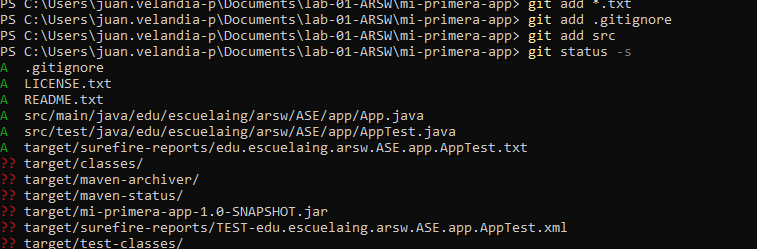 PS C:\Users\juan.velandia-p\Documents\lab-01-ARSW\mi-primera-app> git add *.txt
PS C:\Users\juan.velandia-p\Documents\lab-01-ARSW\mi-primera-app> git add .gitignore
PS C:\Users\juan.velandia-p\Documents\lab-01-ARSW\mi-primera-app> git add src
PS C:\Users\juan.velandia-p\Documents\lab-01-ARSW\mi-primera-app> git status -s
A  .gitignore
A  LICENSE.txt
A  README.txt
A  src/main/java/edu/escuelaing/arsw/ASE/app/App.java
A  src/test/java/edu/escuelaing/arsw/ASE/app/AppTest.java
A  target/surefire-reports/edu.escuelaing.arsw.ASE.app.AppTest.txt
?? target/classes/
?? target/maven-archiver/
?? target/maven-status/
?? target/mi-primera-app-1.0-SNAPSHOT.jar
?? target/surefire-reports/TEST-edu.escuelaing.arsw.ASE.app.AppTest.xml
?? target/test-classes/